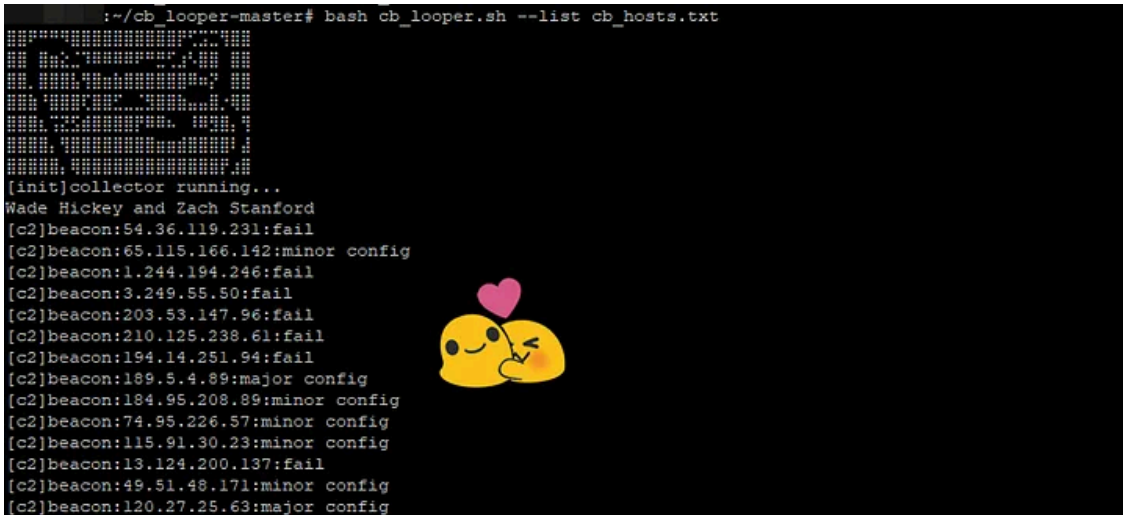 :~/cb_looper-master# bash cb_looper.sh --list cb_hosts.txt
[init]collector running...
Wade Hickey and Zach Stanford
[c2]beacon:54.36.119.231:fail
[c2]beacon:65.115.166.142:minor config
[c2]beacon:1.244.194.246:fail
[c2]beacon:3.249.55.50:fail
[c2]beacon:203.53.147.96:fail
[c2]beacon:210.125.238.61:fail
[c2]beacon:194.14.251.94:fail
[c2]beacon:189.5.4.89:major config
[c2]beacon:184.95.208.89:minor config
[c2]beacon:74.95.226.57:minor config
[c2]beacon:115.91.30.23:minor config
[c2]beacon:13.124.200.137:fail
[c2]beacon:49.51.48.171:minor config
[c2]beacon:120.27.25.63:major config